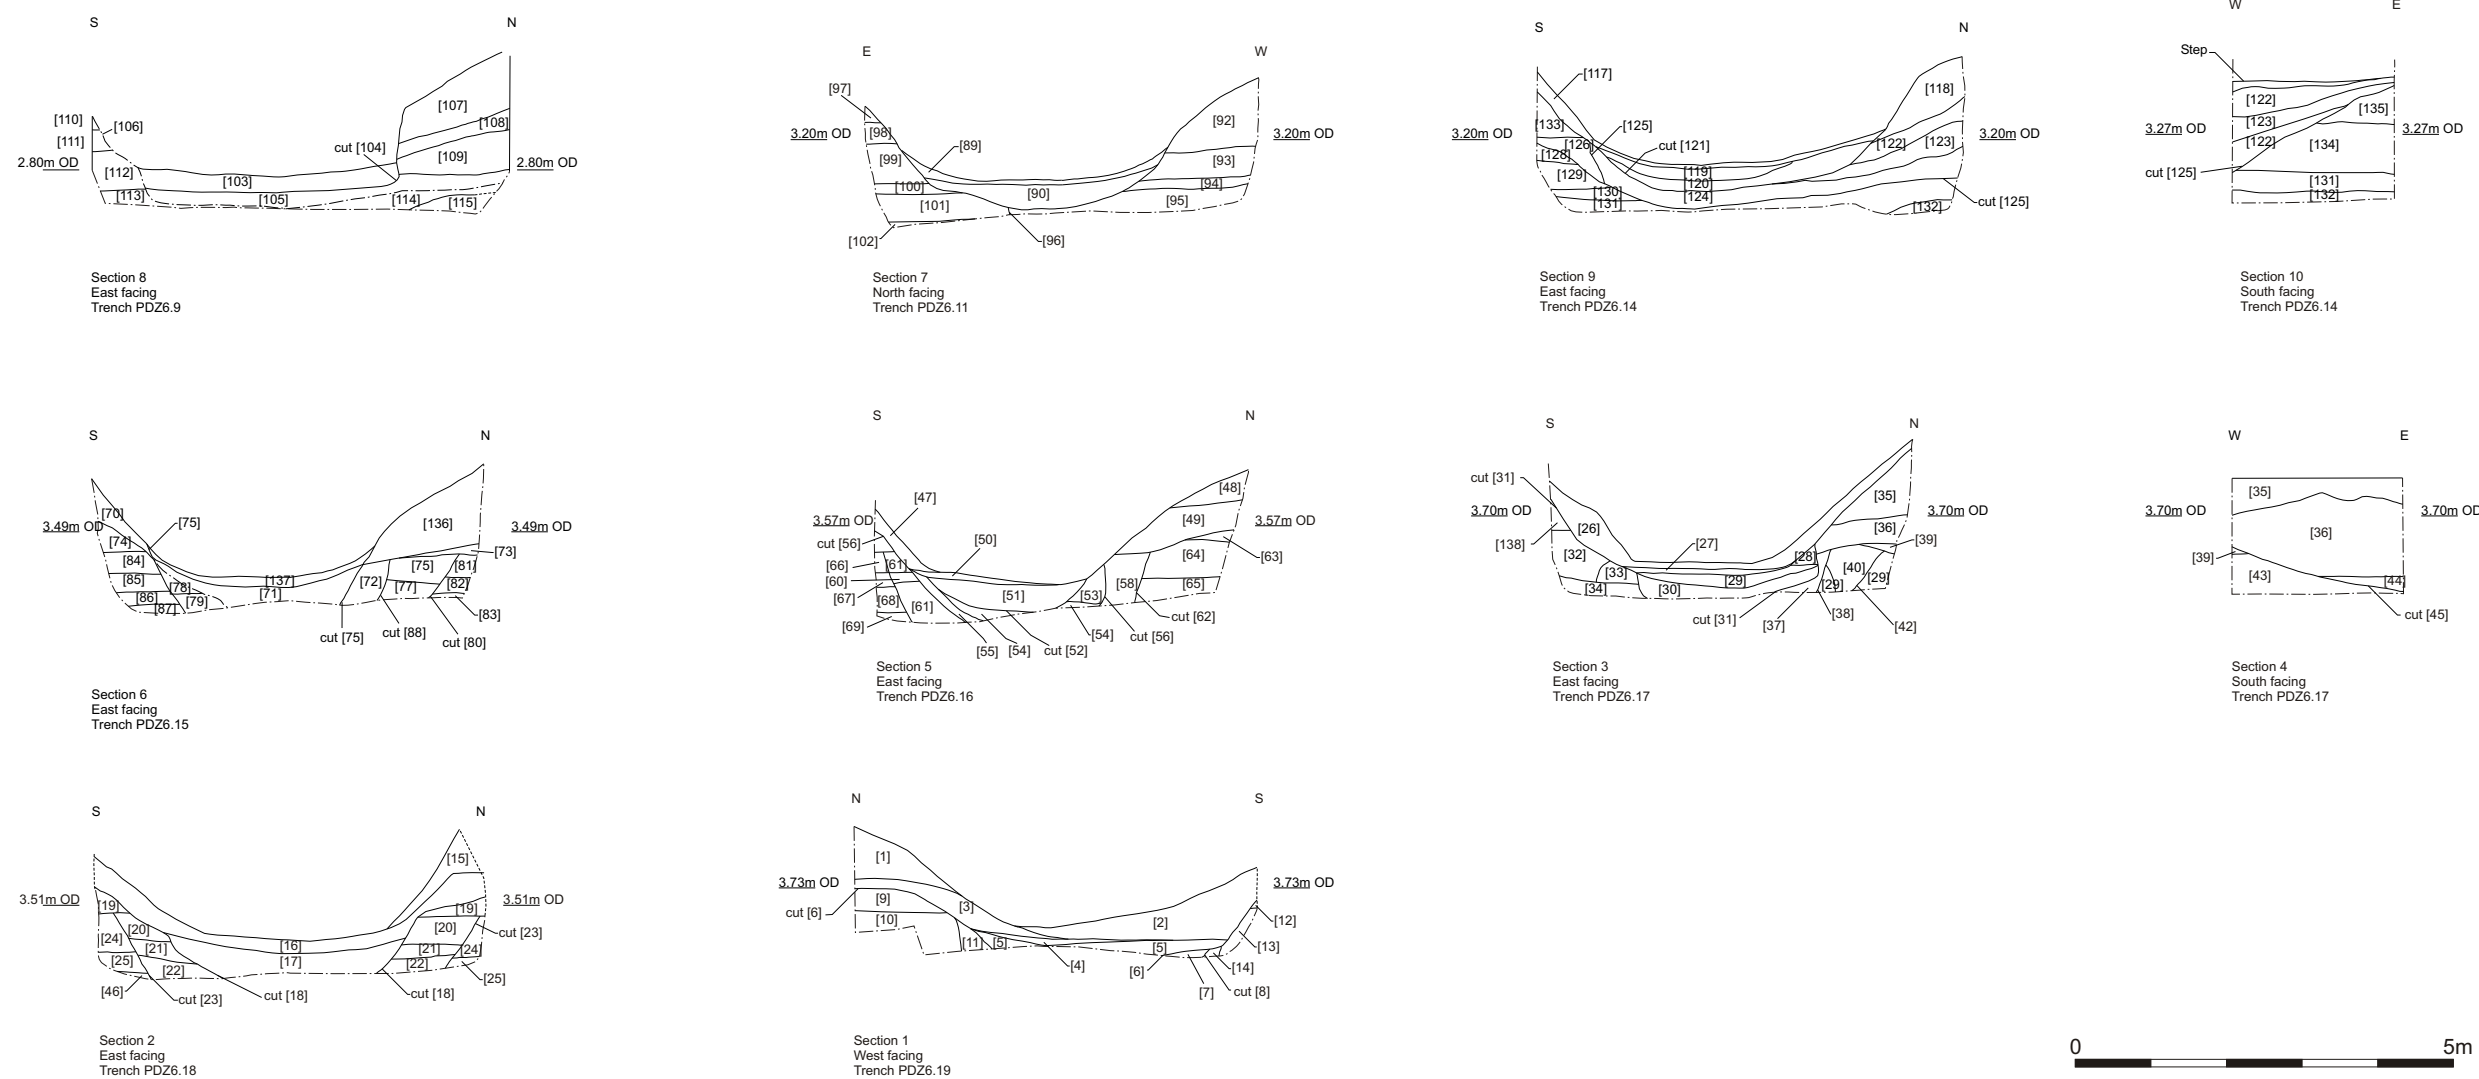 S N
[110]
[106]
[111]
[107]
[108]
cut [104]
[109]
2.80m OD 2.80m OD
[112]
[103]
[113]
[105]
[114]
[115]
Section 8
East facing
Trench PDZ6.9
E W
[97]
3.20m OD 3.20m OD
[98]
[89]
[92]
[99]
[93]
[100]
[90]
[94]
[101]
[95]
[102]
[96]
Section 7
North facing
Trench PDZ6.11
S N
[117]
[118]
3.20m OD 3.20m OD
[133]
[125]
[126]
cut [121]
[122]
[123]
[128]
[129]
[119]
[120]
[130]
[124]
[131]
[132]
cut [125]
Section 9
East facing
Trench PDZ6.14
W E
Step
[122]
[135]
3.27m OD 3.27m OD
[123]
[122]
[134]
cut [125]
[131]
[132]
Section 10
South facing
Trench PDZ6.14
S N
[70]
[75]
[136]
3.49m OD 3.49m OD
[74]
[73]
[84]
[75]
[81]
[85]
[137]
[72]
[77]
[82]
[78]
[71]
[86]
[79]
[87]
[83]
cut [75]
cut [88]
cut [80]
Section 6
East facing
Trench PDZ6.15
S N
[47]
[48]
3.57m OD 3.57m OD
[49]
cut [56]
[50]
[63]
[66]
[61]
[64]
[60]
[58]
[65]
[67]
[68]
[61]
[51]
[53]
[69]
cut [62]
[55]
[54]
cut [52]
[54]
cut [56]
Section 5
East facing
Trench PDZ6.16
S N
cut [31]
[35]
3.70m OD 3.70m OD
[26]
[36]
[138]
[27]
[39]
[32]
[28]
[33]
[40]
[29]
[29]
[29]
[34]
[30]
cut [31]
[37]
[38]
[42]
Section 3
East facing
Trench PDZ6.17
W E
[35]
3.70m OD 3.70m OD
[36]
[39]
[43]
[44]
cut [45]
Section 4
South facing
Trench PDZ6.17
S N
[15]
3.51m OD 3.51m OD
[19]
[19]
[20]
[20]
cut [23]
[24]
[21]
[16]
[21]
[24]
[25]
[22]
[17]
[22]
[25]
[46]
cut [23]
cut [18]
cut [18]
Section 2
East facing
Trench PDZ6.18
N S
[1]
3.73m OD 3.73m OD
[9]
[3]
cut [6]
[10]
[2]
[12]
[11]
[5]
[5]
[13]
[4]
[6]
[14]
[7]
cut [8]
Section 1
West facing
Trench PDZ6.19
0 5m